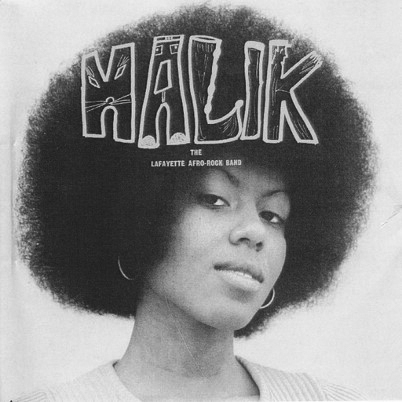 MALIK
THE
LAFAYETTE AFRO-ROCK BAND